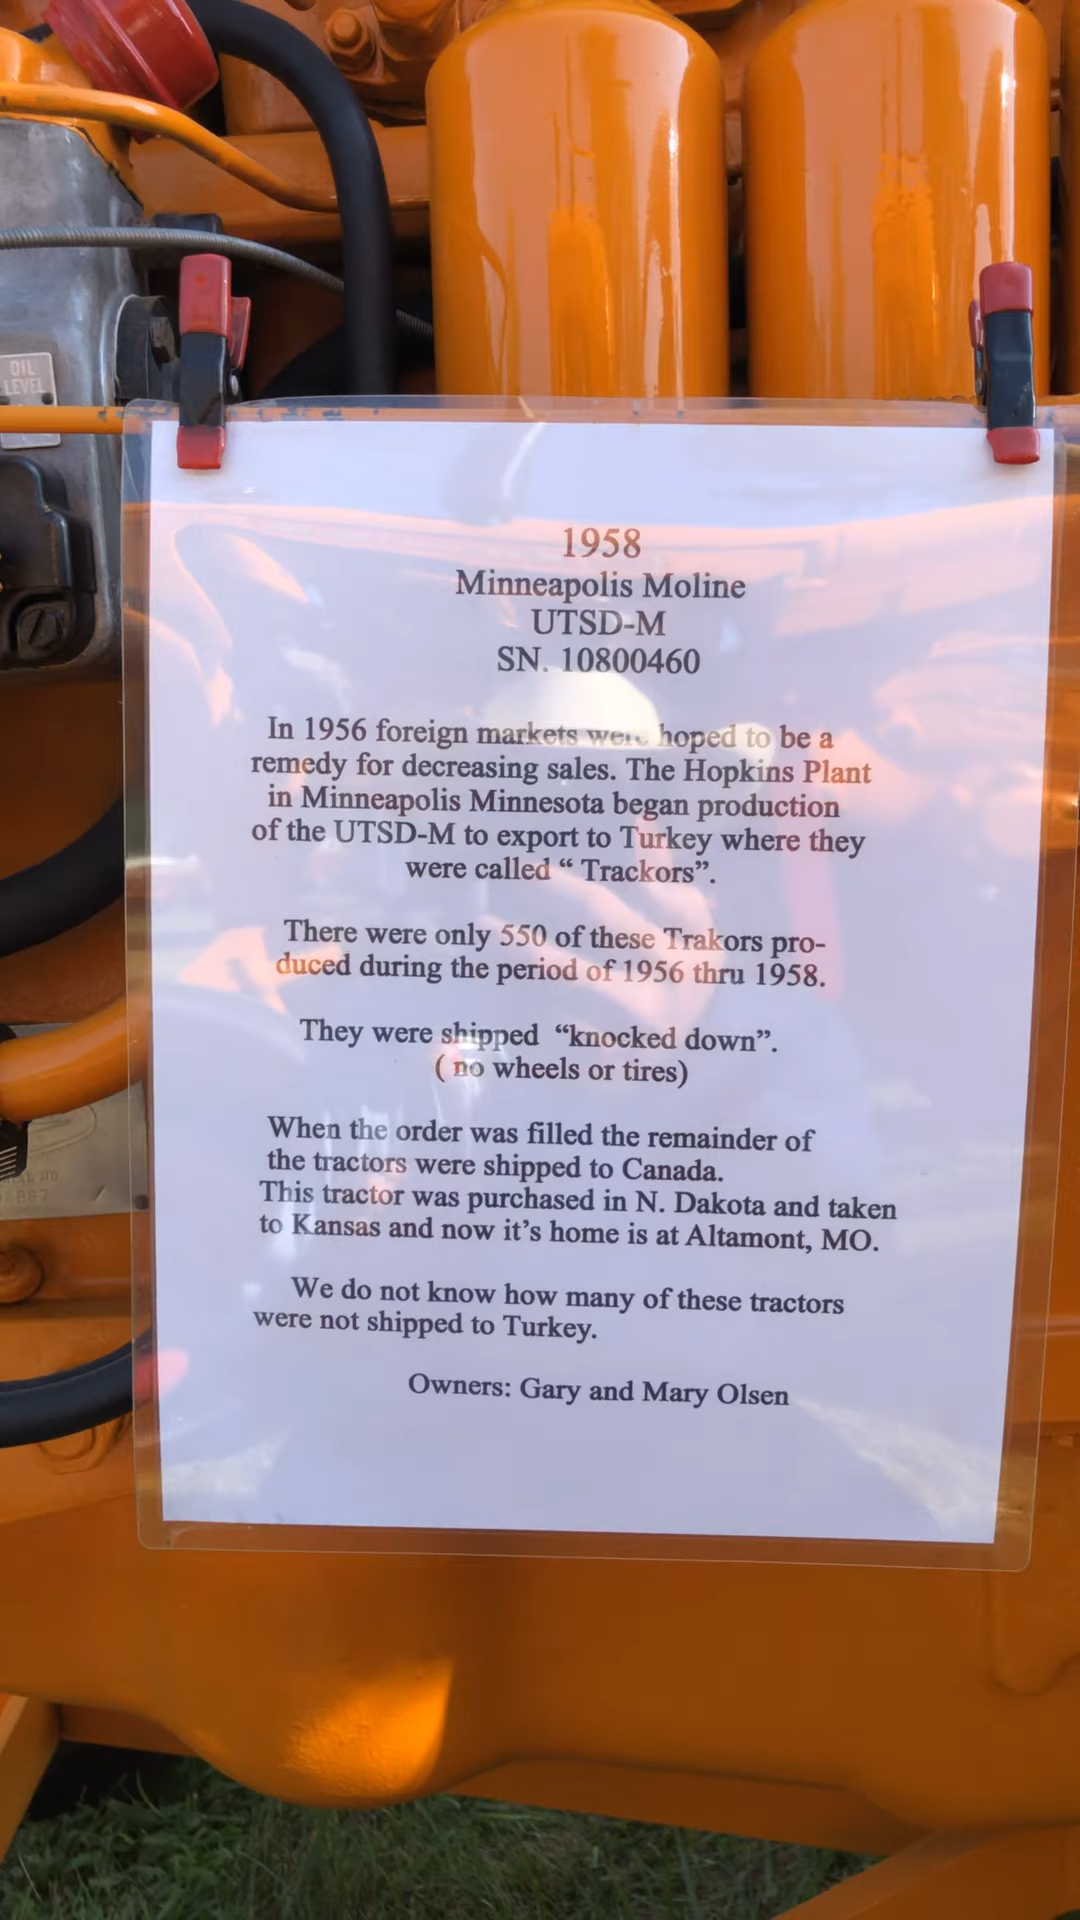 OIL
LEVEL
1958
Minneapolis Moline
UTSD-M
SN. 10800460
In 1956 foreign markets were hoped to be a
remedy for decreasing sales. The Hopkins Plant
in Minneapolis Minnesota began production
of the UTSD-M to export to Turkey where they
were called “ Trackors”.
There were only 550 of these Trakors pro-
duced during the period of 1956 thru 1958.
They were shipped “knocked down”.
( no wheels or tires)
When the order was filled the remainder of
the tractors were shipped to Canada.
This tractor was purchased in N. Dakota and taken
to Kansas and now it’s home is at Altamont, MO.
We do not know how many of these tractors
were not shipped to Turkey.
Owners: Gary and Mary Olsen